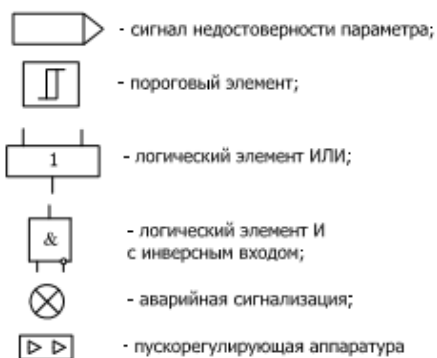 - сигнал недостоверности параметра;
- пороговый элемент;
1
- логический элемент ИЛИ;
&
- логический элемент И
с инверсным входом;
- аварийная сигнализация;
- пускорегулирующая аппаратура